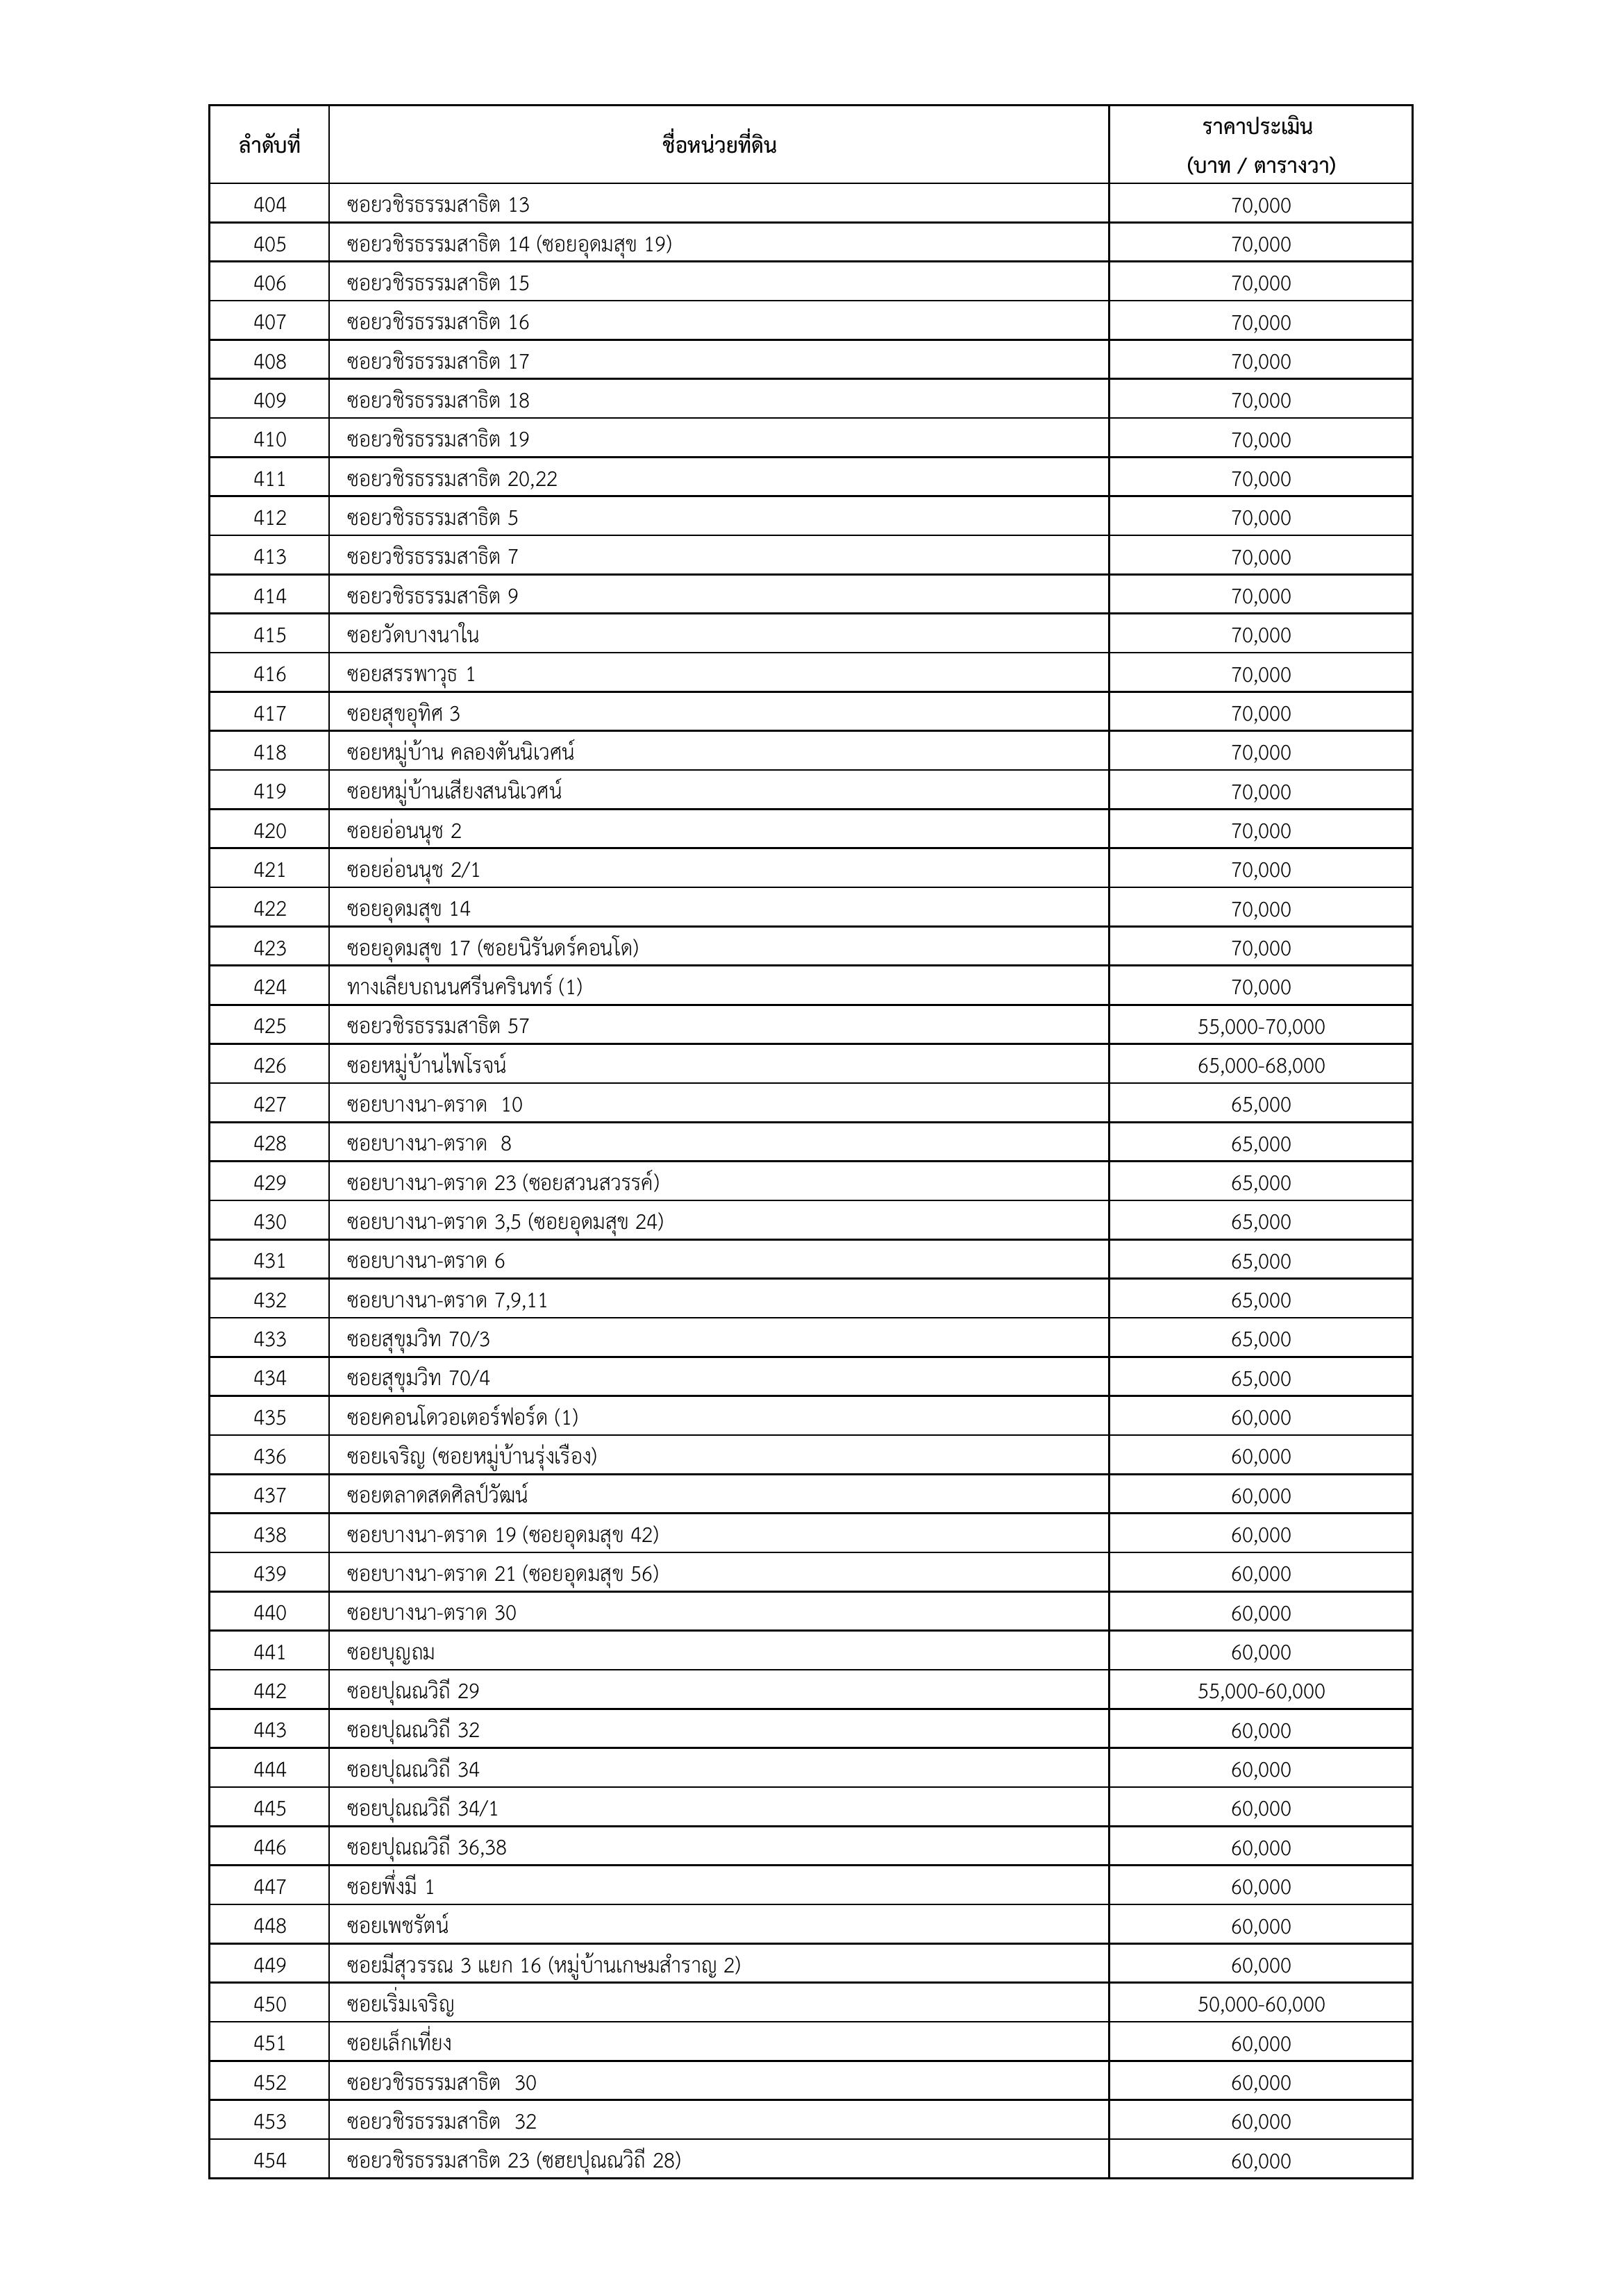 ลำดับที่ ชื่อหน่วยที่ดิน ราคาประเมิน
(บาท / ตารางวา)
404 ซอยวชิรธรรมสาธิต 13 70,000
405 ซอยวชิรธรรมสาธิต 14 (ซอยอุดมสุข 19) 70,000
406 ซอยวชิรธรรมสาธิต 15 70,000
407 ซอยวชิรธรรมสาธิต 16 70,000
408 ซอยวชิรธรรมสาธิต 17 70,000
409 ซอยวชิรธรรมสาธิต 18 70,000
410 ซอยวชิรธรรมสาธิต 19 70,000
411 ซอยวชิรธรรมสาธิต 20,22 70,000
412 ซอยวชิรธรรมสาธิต 5 70,000
413 ซอยวชิรธรรมสาธิต 7 70,000
414 ซอยวชิรธรรมสาธิต 9 70,000
415 ซอยวัดบางนาใน 70,000
416 ซอยสรรพาวุธ 1 70,000
417 ซอยสุขอุทิศ 3 70,000
418 ซอยหมู่บ้าน คลองตันนิเวศน์ 70,000
419 ซอยหมู่บ้านเสียงสนนิเวศน์ 70,000
420 ซอยอ่อนนุช 2 70,000
421 ซอยอ่อนนุช 2/1 70,000
422 ซอยอุดมสุข 14 70,000
423 ซอยอุดมสุข 17 (ซอยนิรันดร์คอนโด) 70,000
424 ทางเลียบถนนศรีนครินทร์ (1) 70,000
425 ซอยวชิรธรรมสาธิต 57 55,000-70,000
426 ซอยหมู่บ้านไพโรจน์ 65,000-68,000
427 ซอยบางนา-ตราด  10 65,000
428 ซอยบางนา-ตราด  8 65,000
429 ซอยบางนา-ตราด 23 (ซอยสวนสวรรค์) 65,000
430 ซอยบางนา-ตราด 3,5 (ซอยอุดมสุข 24) 65,000
431 ซอยบางนา-ตราด 6 65,000
432 ซอยบางนา-ตราด 7,9,11 65,000
433 ซอยสุขุมวิท 70/3 65,000
434 ซอยสุขุมวิท 70/4 65,000
435 ซอยคอนโดวอเตอร์ฟอร์ด (1) 60,000
436 ซอยเจริญ (ซอยหมู่บ้านรุ่งเรือง) 60,000
437 ซอยตลาดสดศิลป์วัฒน์ 60,000
438 ซอยบางนา-ตราด 19 (ซอยอุดมสุข 42) 60,000
439 ซอยบางนา-ตราด 21 (ซอยอุดมสุข 56) 60,000
440 ซอยบางนา-ตราด 30 60,000
441 ซอยบุญถม 60,000
442 ซอยปุณณวิถี 29 55,000-60,000
443 ซอยปุณณวิถี 32 60,000
444 ซอยปุณณวิถี 34 60,000
445 ซอยปุณณวิถี 34/1 60,000
446 ซอยปุณณวิถี 36,38 60,000
447 ซอยพึ่งมี 1 60,000
448 ซอยเพชรัตน์ 60,000
449 ซอยมีสุวรรณ 3 แยก 16 (หมู่บ้านเกษมสำราญ 2) 60,000
450 ซอยเริ่มเจริญ 50,000-60,000
451 ซอยเล็กเที่ยง 60,000
452 ซอยวชิรธรรมสาธิต  30 60,000
453 ซอยวชิรธรรมสาธิต  32 60,000
454 ซอยวชิรธรรมสาธิต 23 (ซฮยปุณณวิถี 28) 60,000